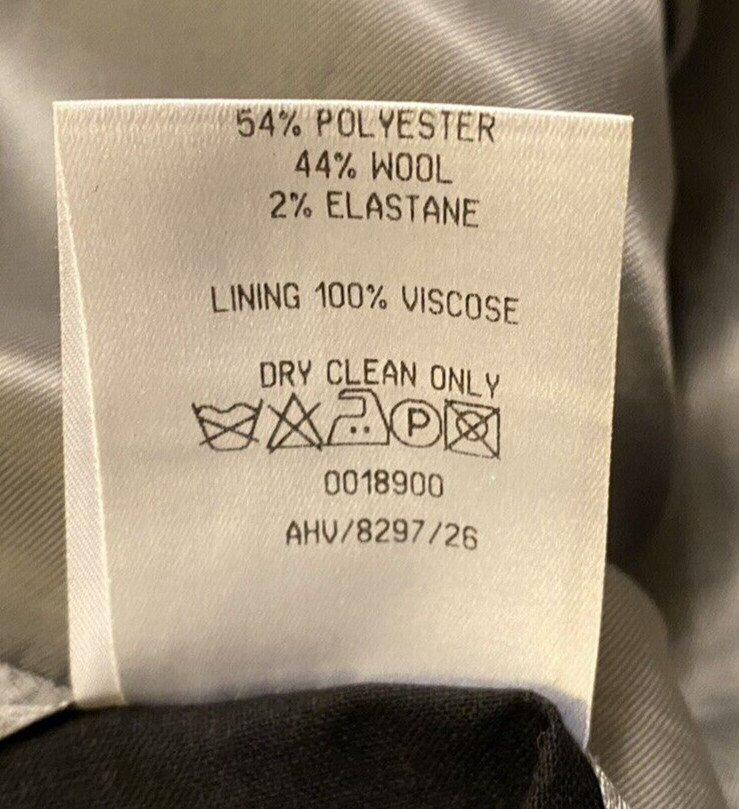 54% POLYESTER
44% WOOL
2% ELASTANE
LINING 100% VISCOSE
DRY CLEAN ONLY
P
0018900
AHV/8297/26